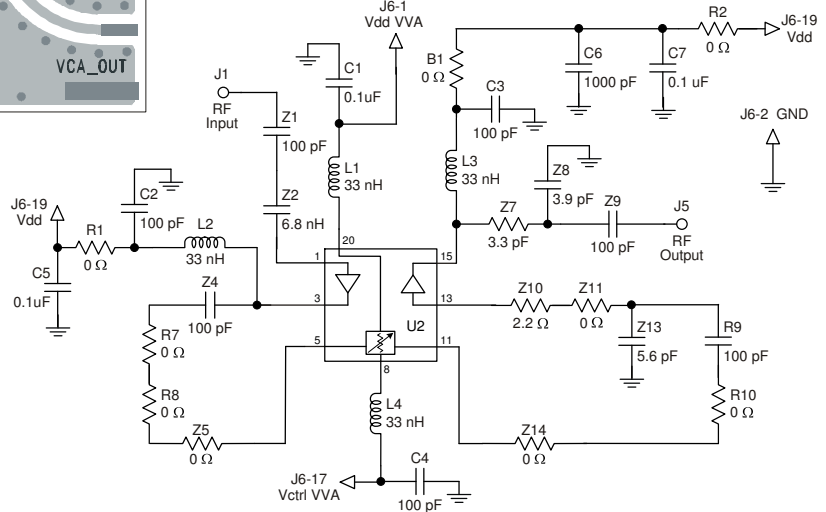 VCA_OUT
J6-1
Vdd VVA
C1
0.1uF
J1
RF
Input
Z1
100 pF
Z2
6.8 nH
L1
33 nH
B1
0 Ω
C3
100 pF
L3
33 nH
C6
1000 pF
C7
0.1 uF
R2
0 Ω
J6-19
Vdd
J6-2 GND
Z8
3.9 pF
Z7
3.3 pF
Z9
100 pF
J5
RF
Output
J6-19
Vdd
C2
100 pF
R1
0 Ω
L2
33 nH
C5
0.1uF
Z4
100 pF
R7
0 Ω
R8
0 Ω
Z5
0 Ω
20
1
3
5
8
15
13
11
U2
Z10
2.2 Ω
Z11
0 Ω
Z13
5.6 pF
R9
100 pF
R10
0 Ω
Z14
0 Ω
L4
33 nH
J6-17
Vctrl VVA
C4
100 pF